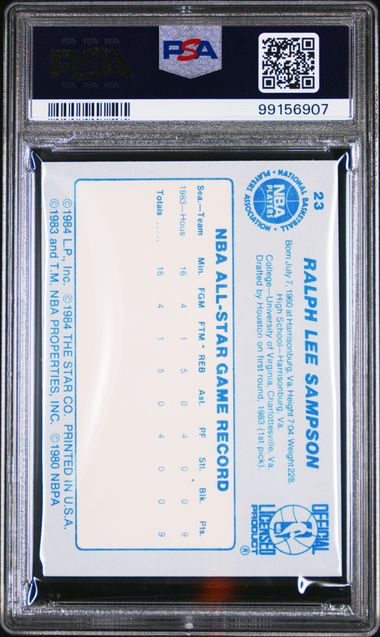 PSA
99156907
23
NATIONAL BASKETBALL
NBA
PLAYERS
ASSOCIATION
RALPH LEE SAMPSON
Born July 7, 1960 at Harrisonburg, Va. Height 7'04 Weight 228.
High School—Harrisonburg, Va.
College—University of Virginia, Charlottesville, Va.
Drafted by Houston on first round, 1983 (1st pick).
OFFICIAL
LICENSED
PRODUCT
®
NBA ALL-STAR GAME RECORD
Sea.—Team Min. FGM FTM • REB Ast. PF Stl. Blk. Pts.
1983—Hous 16 4 1 5 0 4 0 0 9
Totals ..... 16 4 1 5 0 4 0 0 9
©1984 L.P., Inc. ©1984 THE STAR CO. PRINTED IN U.S.A.
©1983 and T.M. NBA PROPERTIES, INC. ©1980 NBPA